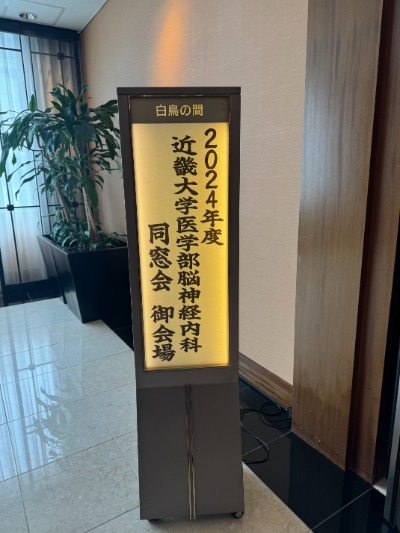 白鳥の間
2024年度
近畿大学医学部脳神経内科
同窓会 御会場